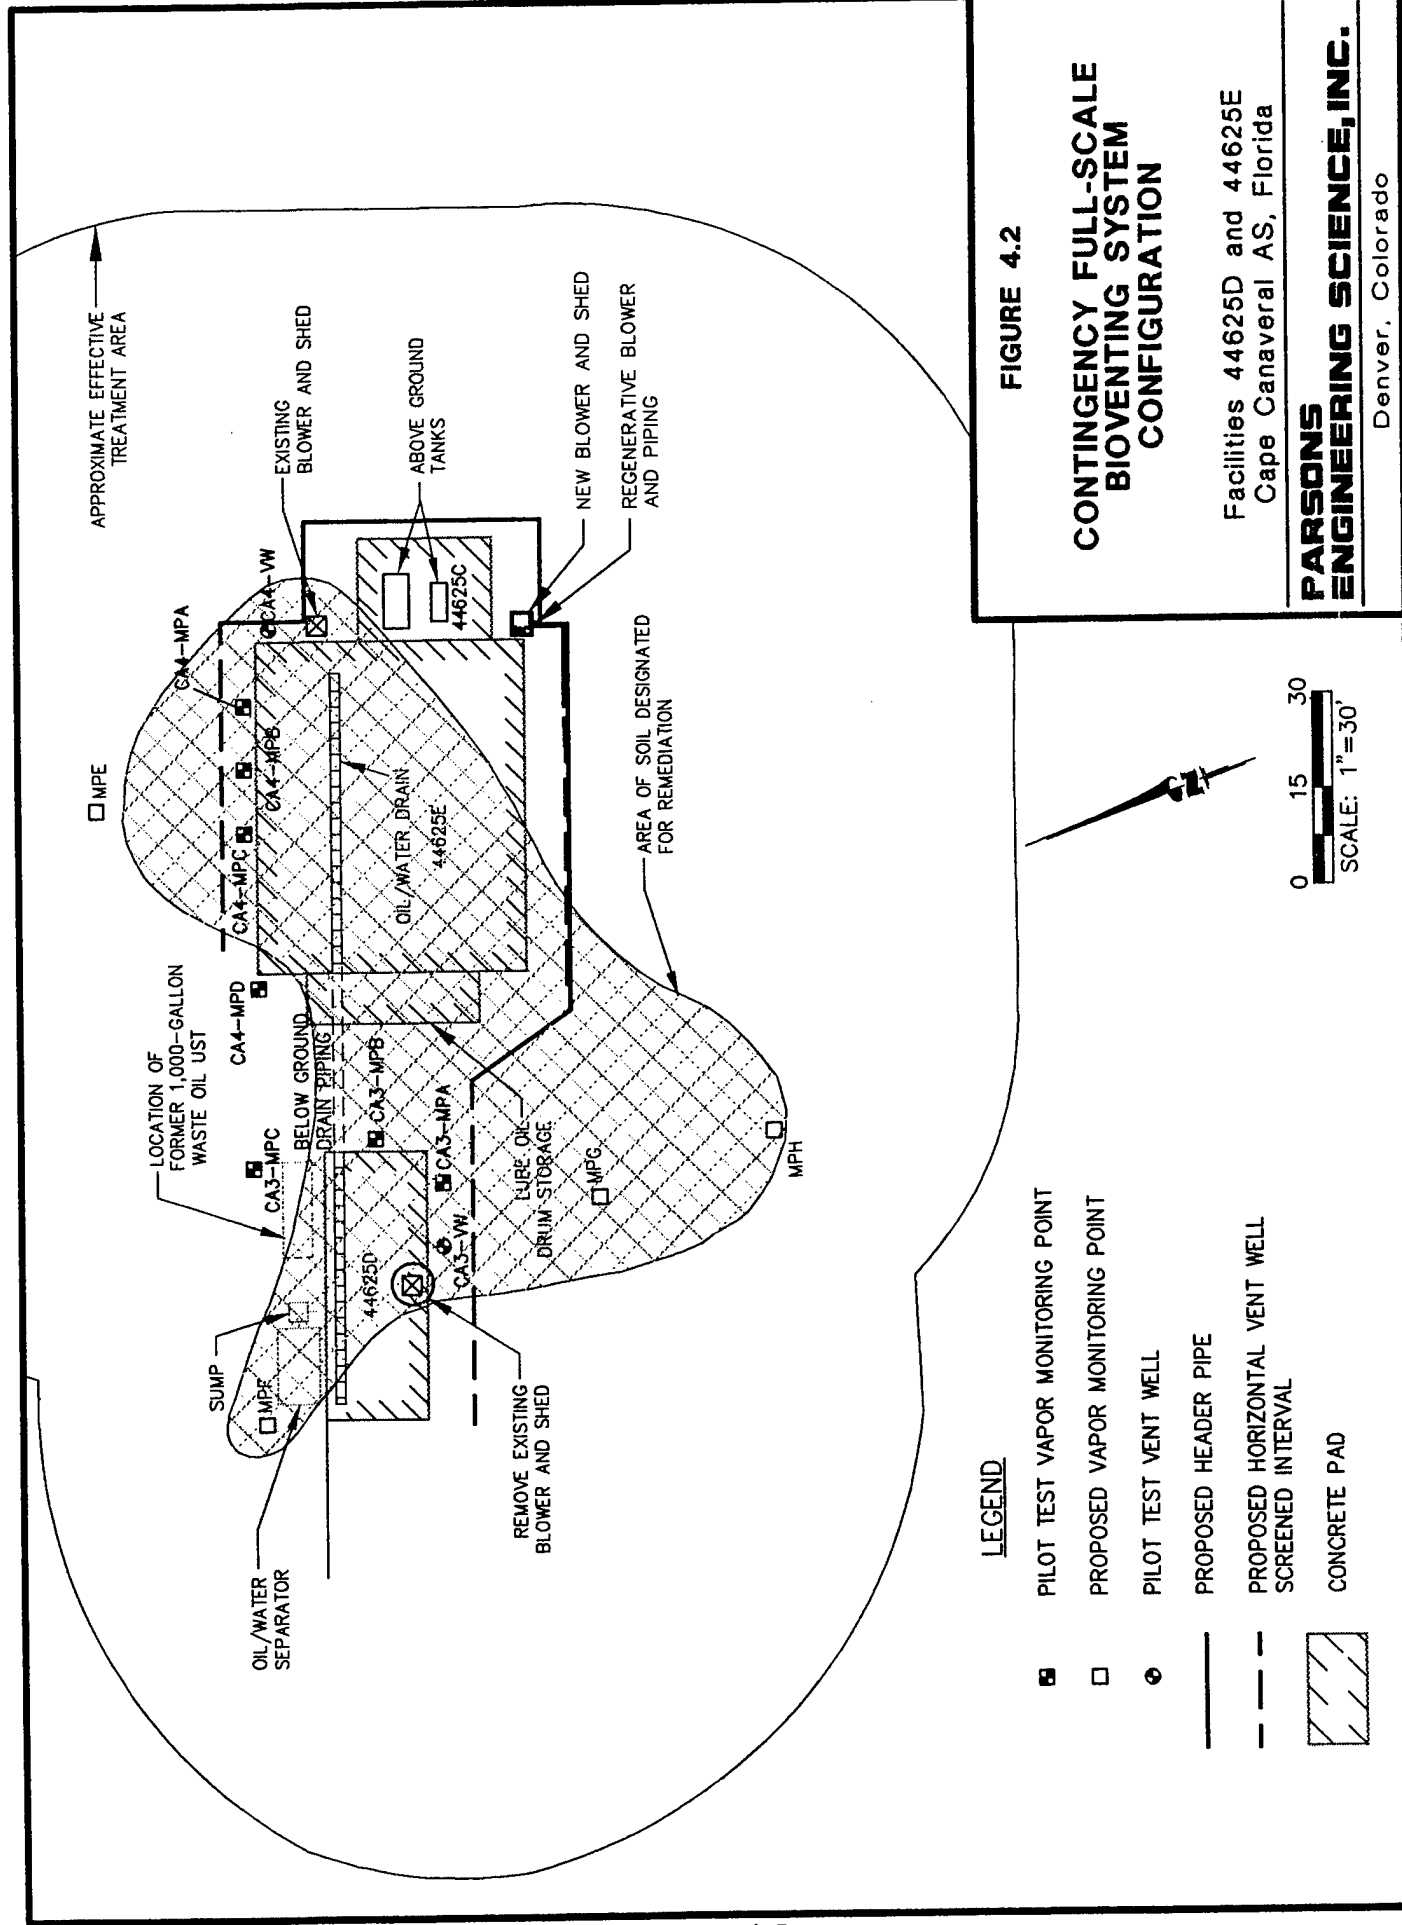 APPROXIMATE EFFECTIVE
TREATMENT AREA
EXISTING
BLOWER AND SHED
ABOVE GROUND
TANKS
NEW BLOWER AND SHED
REGENERATIVE BLOWER
AND PIPING
CA4-VW
CA4-MPA
MPE
CA4-MPB
CA4-MPC
CA4-MPD
44625C
OIL/WATER DRAIN
44625E
AREA OF SOIL DESIGNATED
FOR REMEDIATION
LOCATION OF
FORMER 1,000-GALLON
WASTE OIL UST
BELOW GROUND
DRAIN PIPING
CA3-MPC
CA3-MPB
CA3-MPA
CA3-VW
LUBE OIL
DRUM STORAGE
MPG
MPH
44625D
SUMP
MPF
OIL/WATER
SEPARATOR
REMOVE EXISTING
BLOWER AND SHED
LEGEND
PILOT TEST VAPOR MONITORING POINT
PROPOSED VAPOR MONITORING POINT
PILOT TEST VENT WELL
PROPOSED HEADER PIPE
PROPOSED HORIZONTAL VENT WELL
SCREENED INTERVAL
CONCRETE PAD
0 15 30
SCALE: 1"=30'
FIGURE 4.2
CONTINGENCY FULL-SCALE
BIOVENTING SYSTEM
CONFIGURATION
Facilities 44625D and 44625E
Cape Canaveral AS, Florida
PARSONS
ENGINEERING SCIENCE, INC.
Denver, Colorado